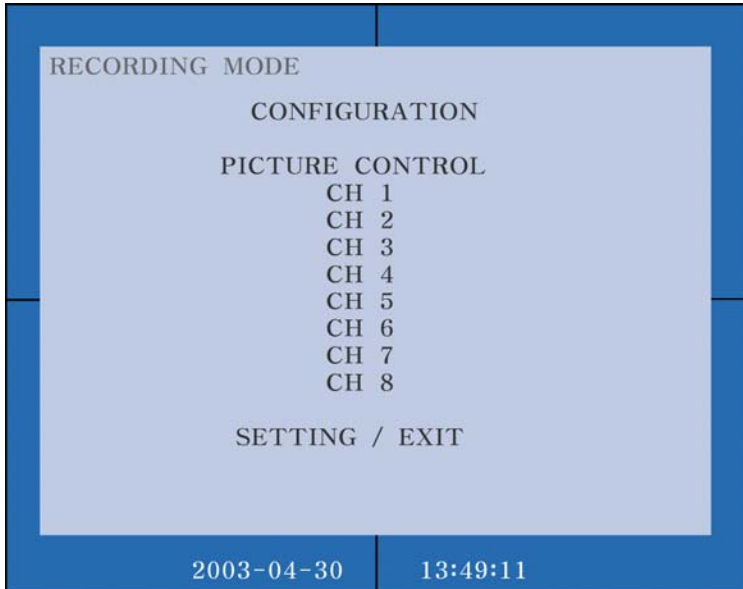 RECORDING MODE
CONFIGURATION
PICTURE CONTROL
CH 1
CH 2
CH 3
CH 4
CH 5
CH 6
CH 7
CH 8
SETTING / EXIT
2003-04-30 13:49:11